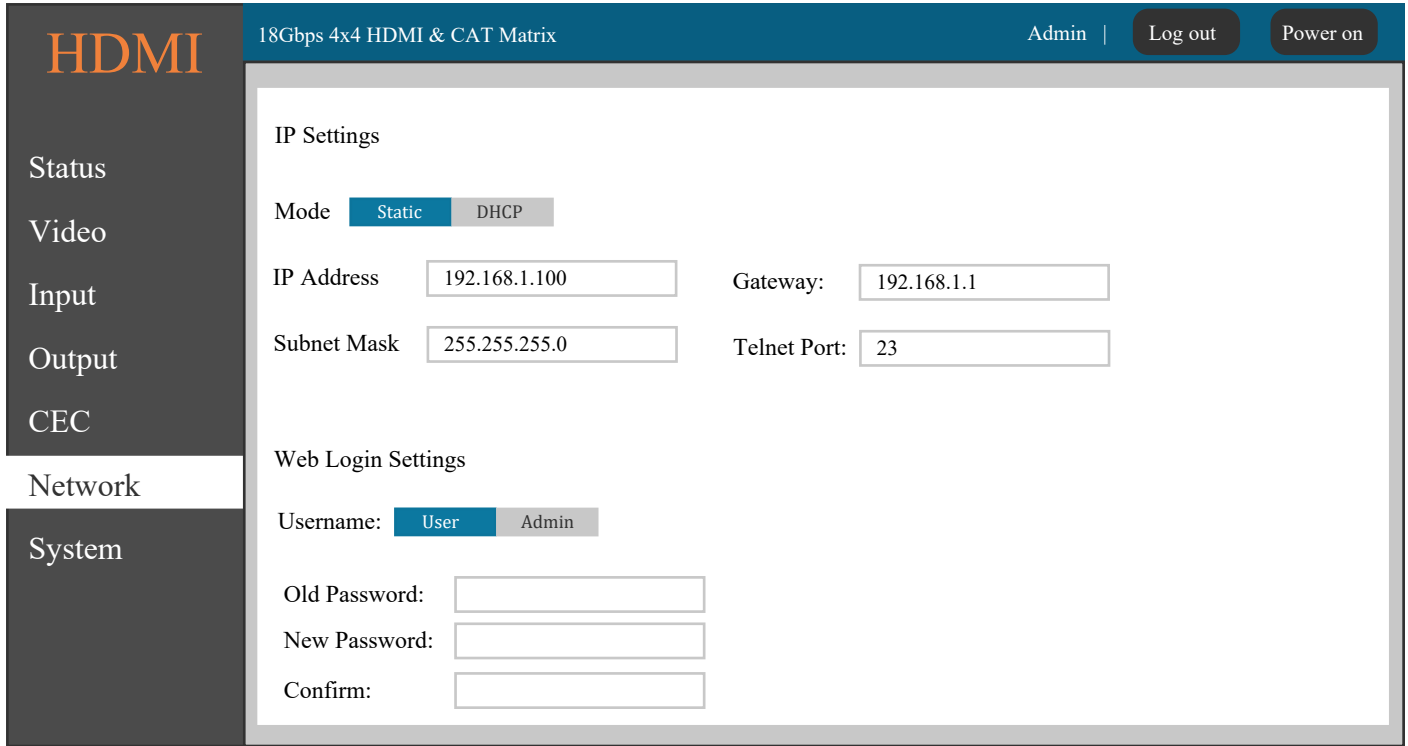 HDMI
18Gbps 4x4 HDMI & CAT Matrix
Admin |
Log out
Power on
Status
Video
Input
Output
CEC
Network
System
IP Settings
Mode Static DHCP
IP Address 192.168.1.100 Gateway: 192.168.1.1
Subnet Mask 255.255.255.0 Telnet Port: 23
Web Login Settings
Username: User Admin
Old Password:
New Password:
Confirm: